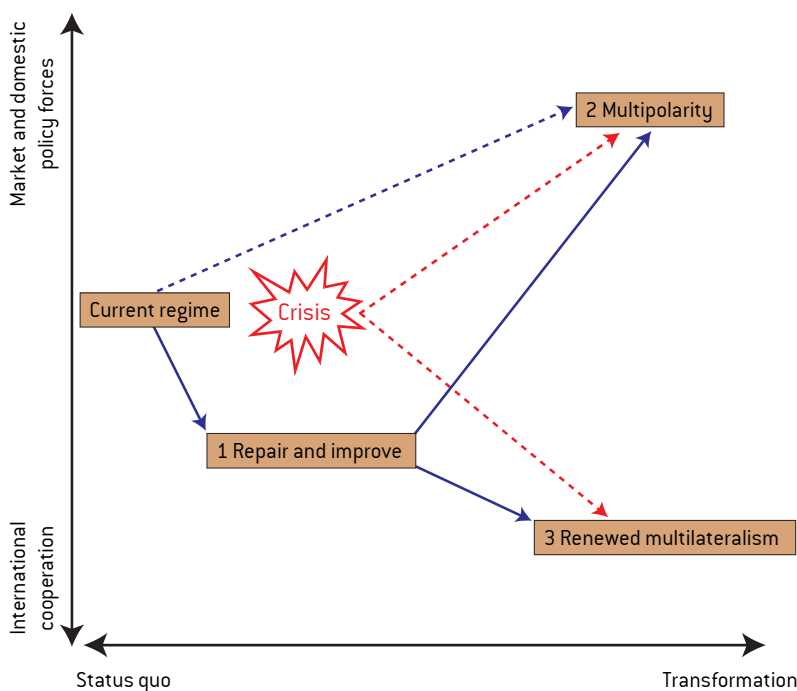 Market and domestic
policy forces
2 Multipolarity
Current regime
Crisis
1 Repair and improve
3 Renewed multilateralism
International
cooperation
Status quo
Transformation